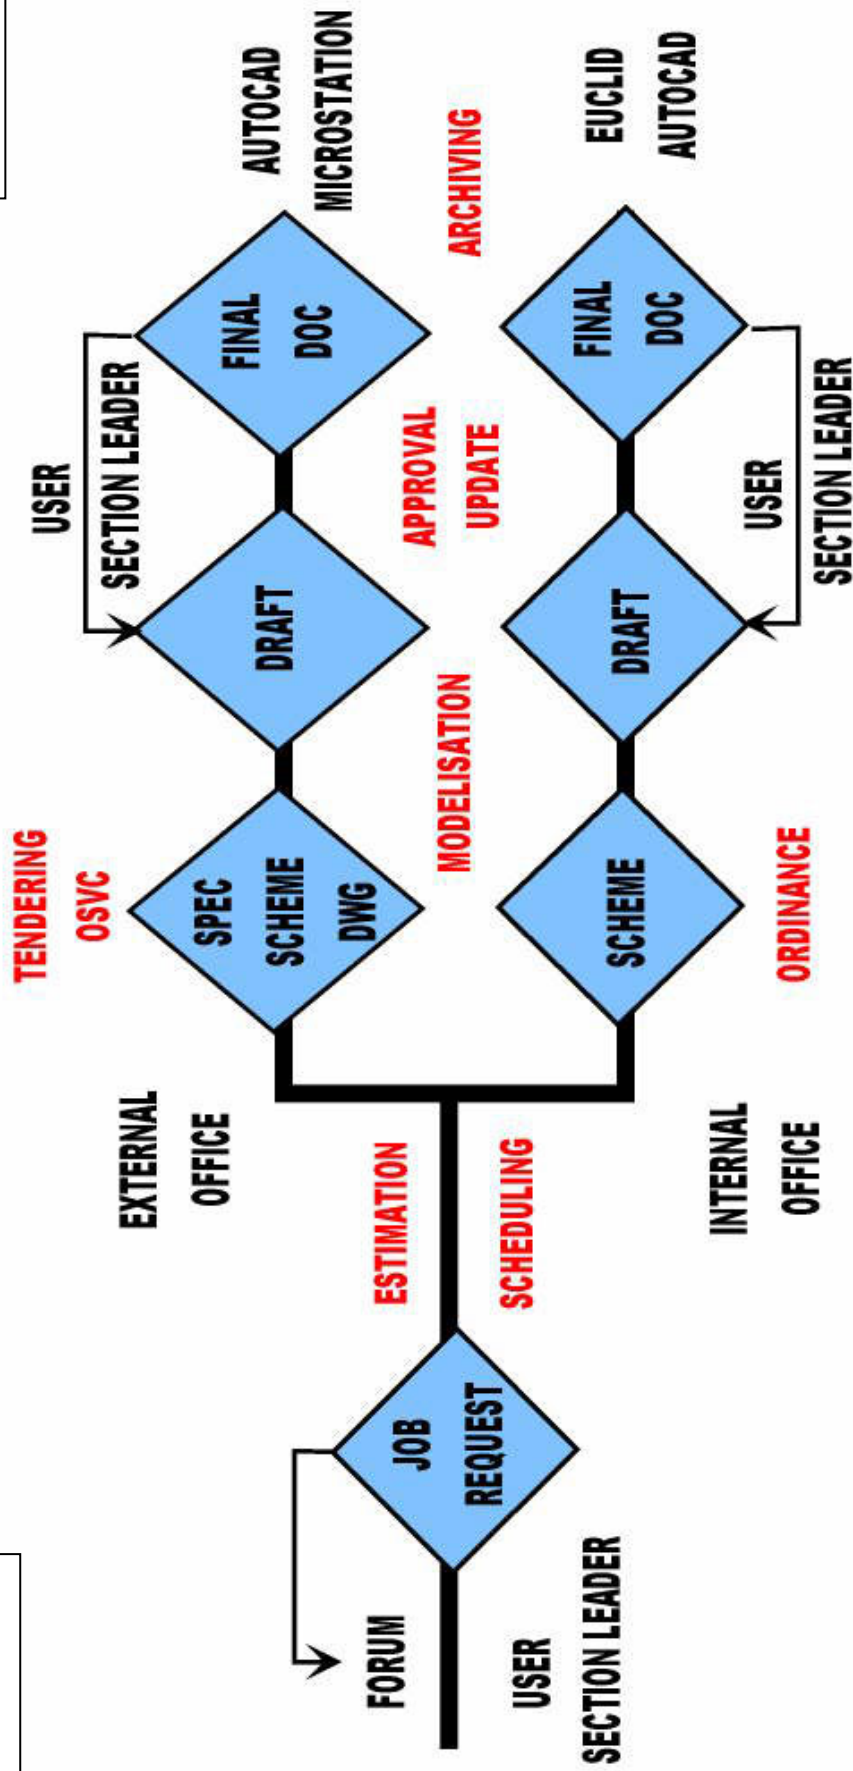 FORUM
USER
SECTION LEADER
JOB
REQUEST
ESTIMATION
SCHEDULING
EXTERNAL
OFFICE
INTERNAL
OFFICE
TENDERING
OSVC
SPEC
SCHEME
DWG
SCHEME
ORDINANCE
MODELISATION
DRAFT
DRAFT
USER
SECTION LEADER
APPROVAL
UPDATE
USER
SECTION LEADER
FINAL
DOC
FINAL
DOC
ARCHIVING
AUTOCAD
MICROSTATION
EUCLID
AUTOCAD